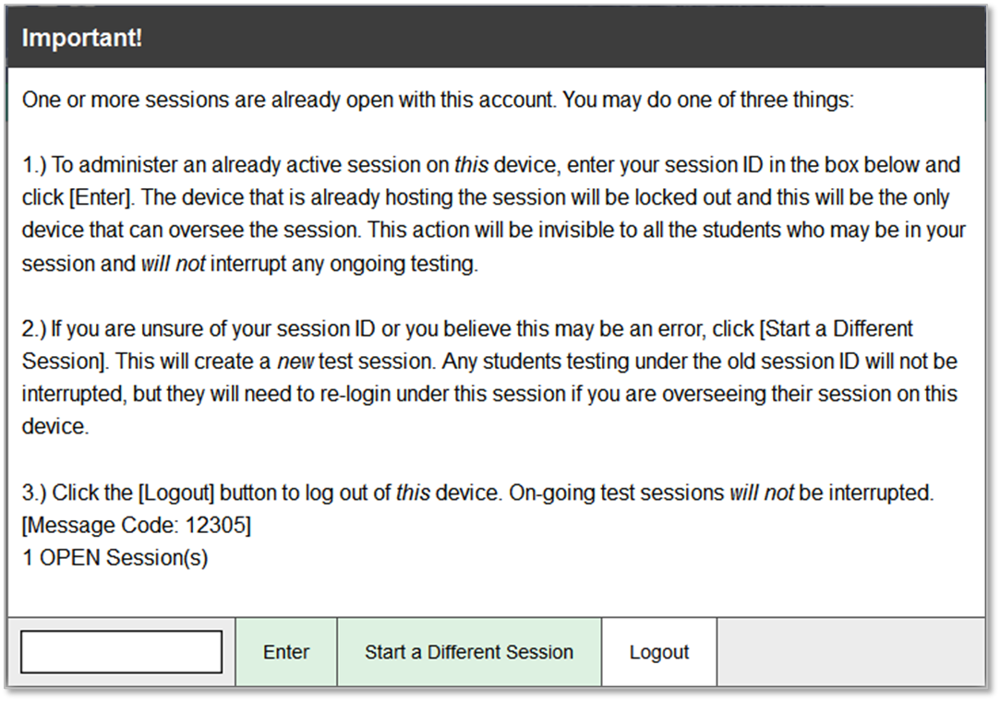 Important!
One or more sessions are already open with this account. You may do one of three things:
1.) To administer an already active session on this device, enter your session ID in the box below and
click [Enter]. The device that is already hosting the session will be locked out and this will be the only
device that can oversee the session. This action will be invisible to all the students who may be in your
session and will not interrupt any ongoing testing.
2.) If you are unsure of your session ID or you believe this may be an error, click [Start a Different
Session]. This will create a new test session. Any students testing under the old session ID will not be
interrupted, but they will need to re-login under this session if you are overseeing their session on this
device.
3.) Click the [Logout] button to log out of this device. On-going test sessions will not be interrupted.
[Message Code: 12305]
1 OPEN Session(s)
Enter Start a Different Session Logout